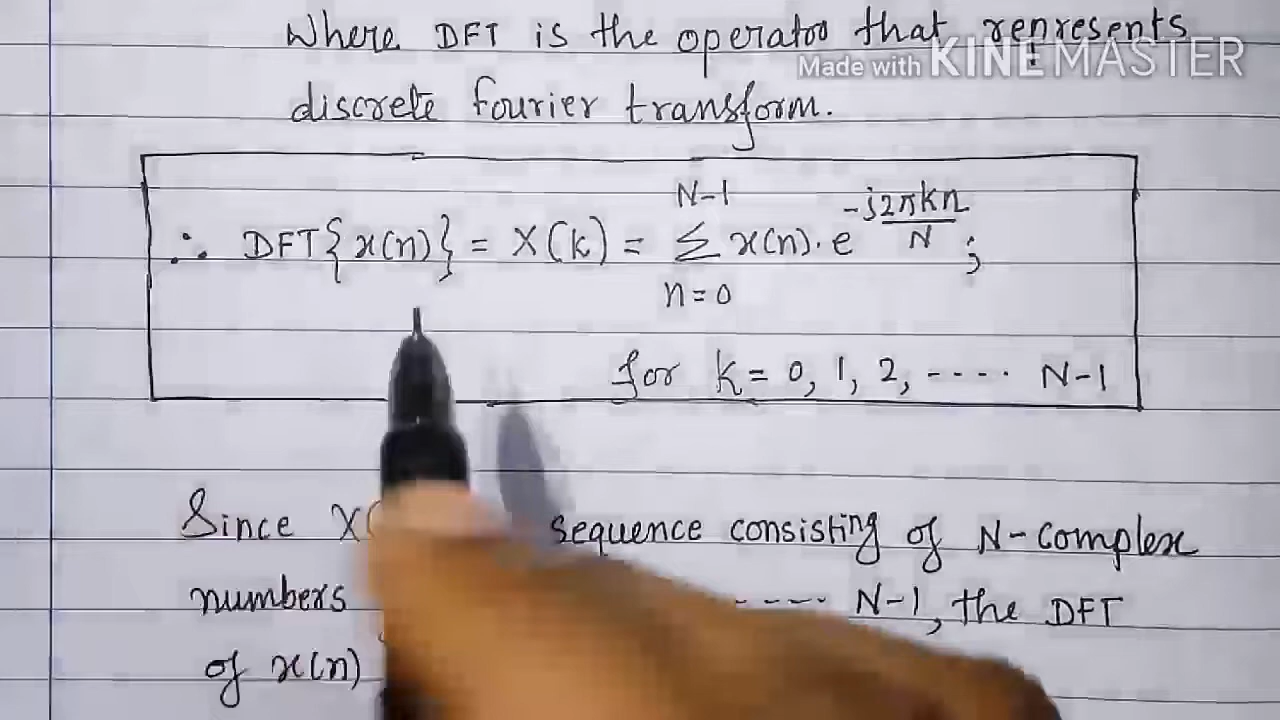 Where DFT is the operator that represents
Made with KINEMASTER
discrete fourier transform.
∴ DFT{x(n)} = X(k) = N-1 Σ n=0 x(n). e^(-j2πkn/N) ;
for k = 0, 1, 2, ---- N-1
Since X( sequence consisting of N-complex
numbers ---- N-1, the DFT
of x(n)